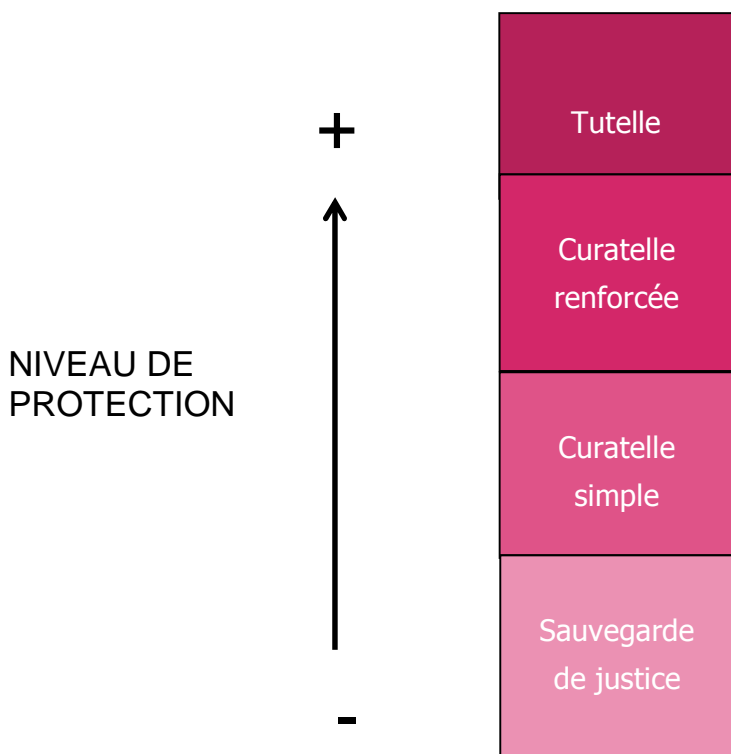 +
Tutelle
Curatelle
renforcée
NIVEAU DE
PROTECTION
Curatelle
simple
Sauvegarde
de justice
-